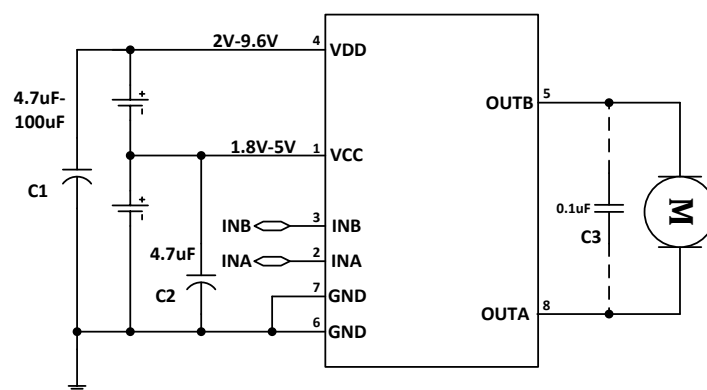 2V-9.6V
4
VDD
4.7uF-
100uF
5
OUTB
1.8V-5V
1
VCC
C1
0.1uF
M
C3
INB
3
INB
4.7uF
INA
2
INA
C2
7
GND
6
GND
8
OUTA